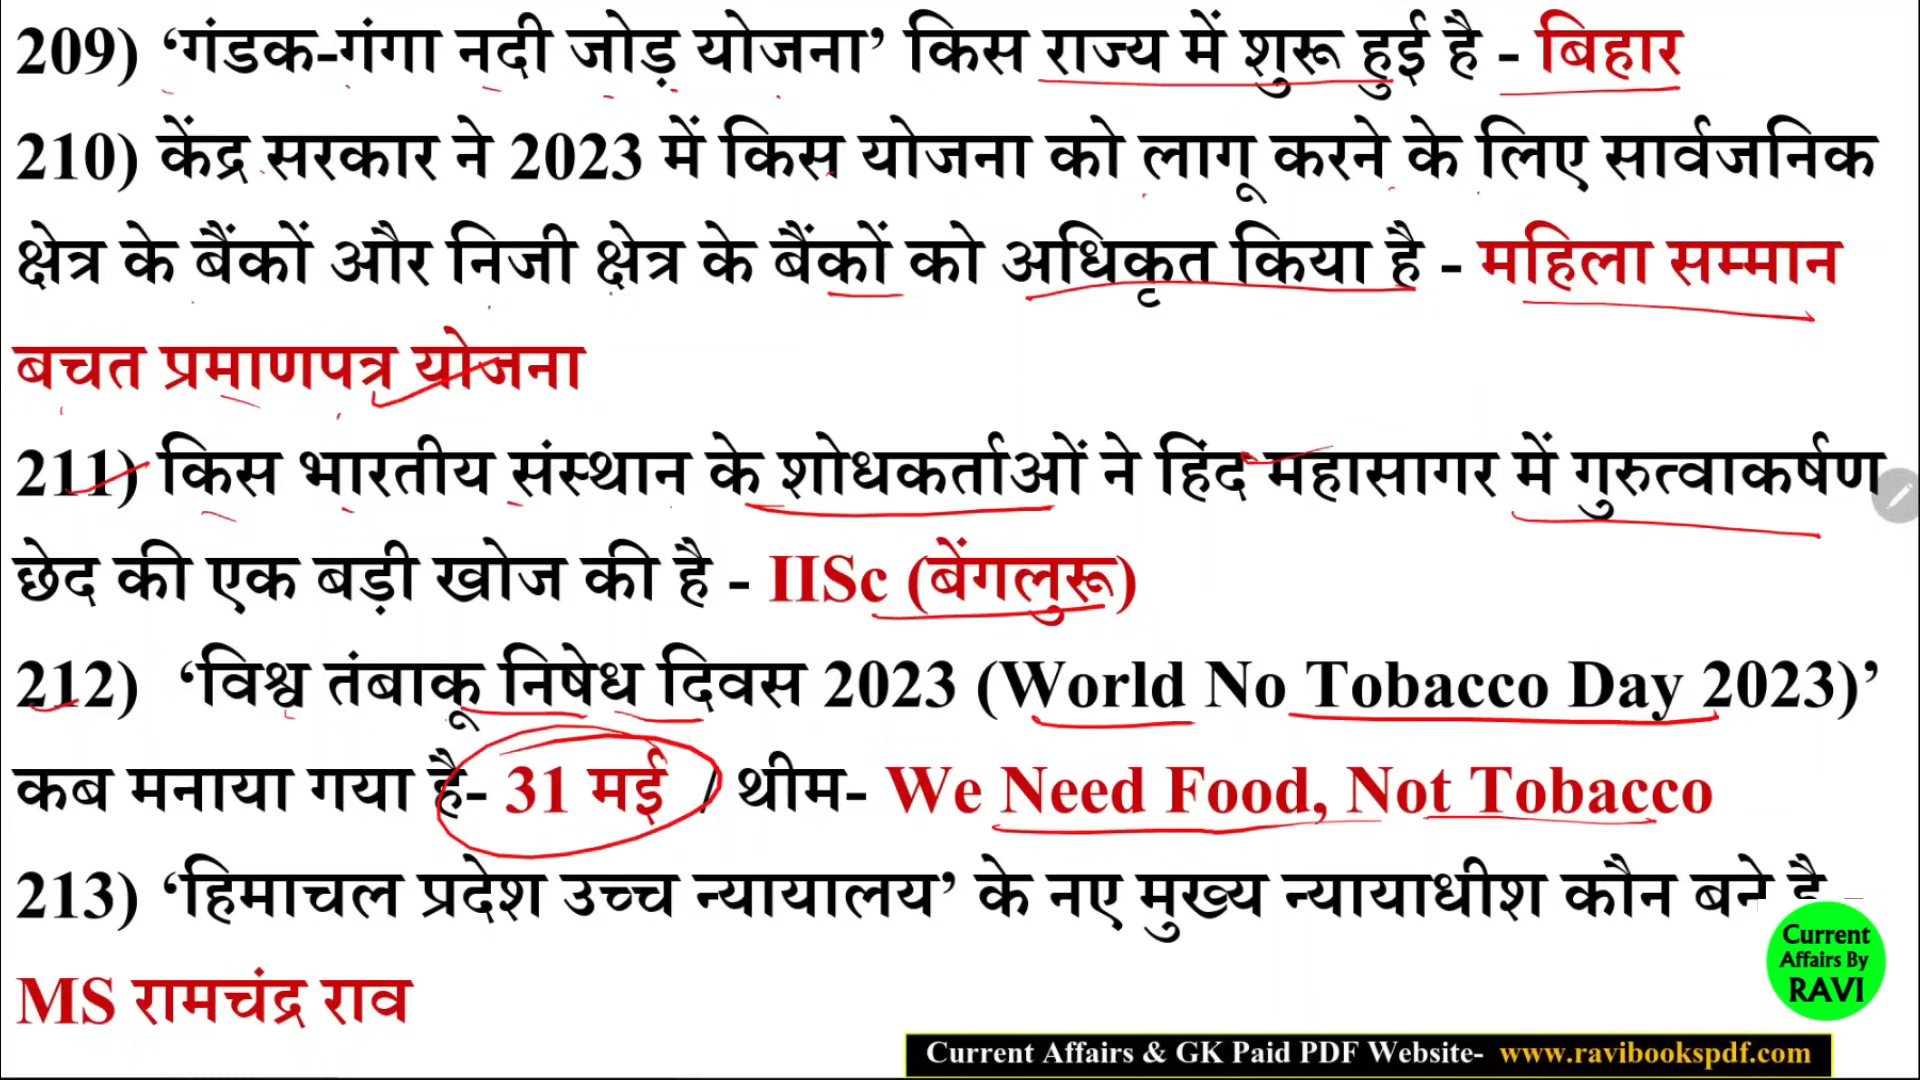 209) ‘गंडक-गंगा नदी जोड़ योजना’ किस राज्य में शुरू हुई है - बिहार
210) केंद्र सरकार ने 2023 में किस योजना को लागू करने के लिए सार्वजनिक
क्षेत्र के बैंकों और निजी क्षेत्र के बैंकों को अधिकृत किया है - महिला सम्मान
बचत प्रमाणपत्र योजना
211) किस भारतीय संस्थान के शोधकर्ताओं ने हिंद महासागर में गुरुत्वाकर्षण
छेद की एक बड़ी खोज की है - IISc (बेंगलुरू)
212) ‘विश्व तंबाकू निषेध दिवस 2023 (World No Tobacco Day 2023)’
कब मनाया गया है- 31 मई / थीम- We Need Food, Not Tobacco
213) ‘हिमाचल प्रदेश उच्च न्यायालय’ के नए मुख्य न्यायाधीश कौन बने है -
MS रामचंद्र राव
Current
Affairs By
RAVI
Current Affairs & GK Paid PDF Website- www.ravibookspdf.com